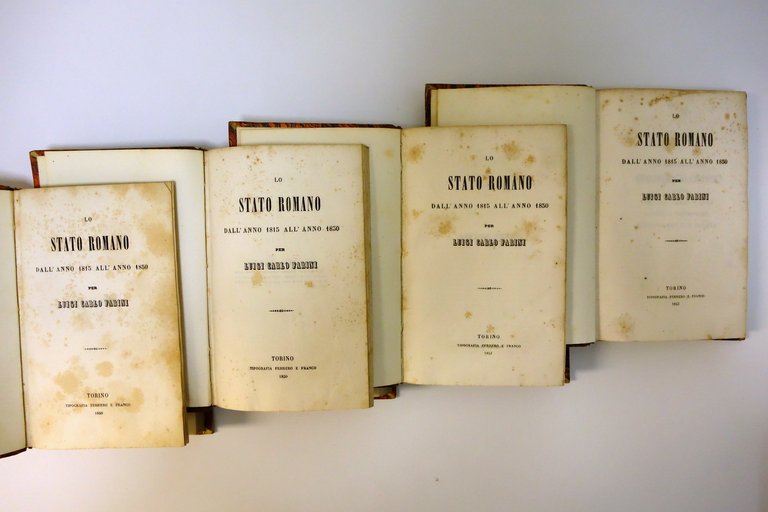 LO
STATO ROMANO
DALL' ANNO 1815 ALL' ANNO 1850
PER
LUIGI CARLO FARINI
TORINO
TIPOGRAFIA FERRERO E FRANCO
1850
LO
STATO ROMANO
DALL' ANNO 1815 ALL' ANNO 1850
PER
LUIGI CARLO FARINI
TORINO
TIPOGRAFIA FERRERO E FRANCO
1850
LO
STATO ROMANO
DALL' ANNO 1815 ALL' ANNO 1850
PER
LUIGI CARLO FARINI
TORINO
TIPOGRAFIA FERRERO E FRANCO
LO
STATO ROMANO
DALL' ANNO 1815 ALL' ANNO 1850
PER
LUIGI CARLO FARINI
TORINO
TIPOGRAFIA FERRERO E FRANCO
1853